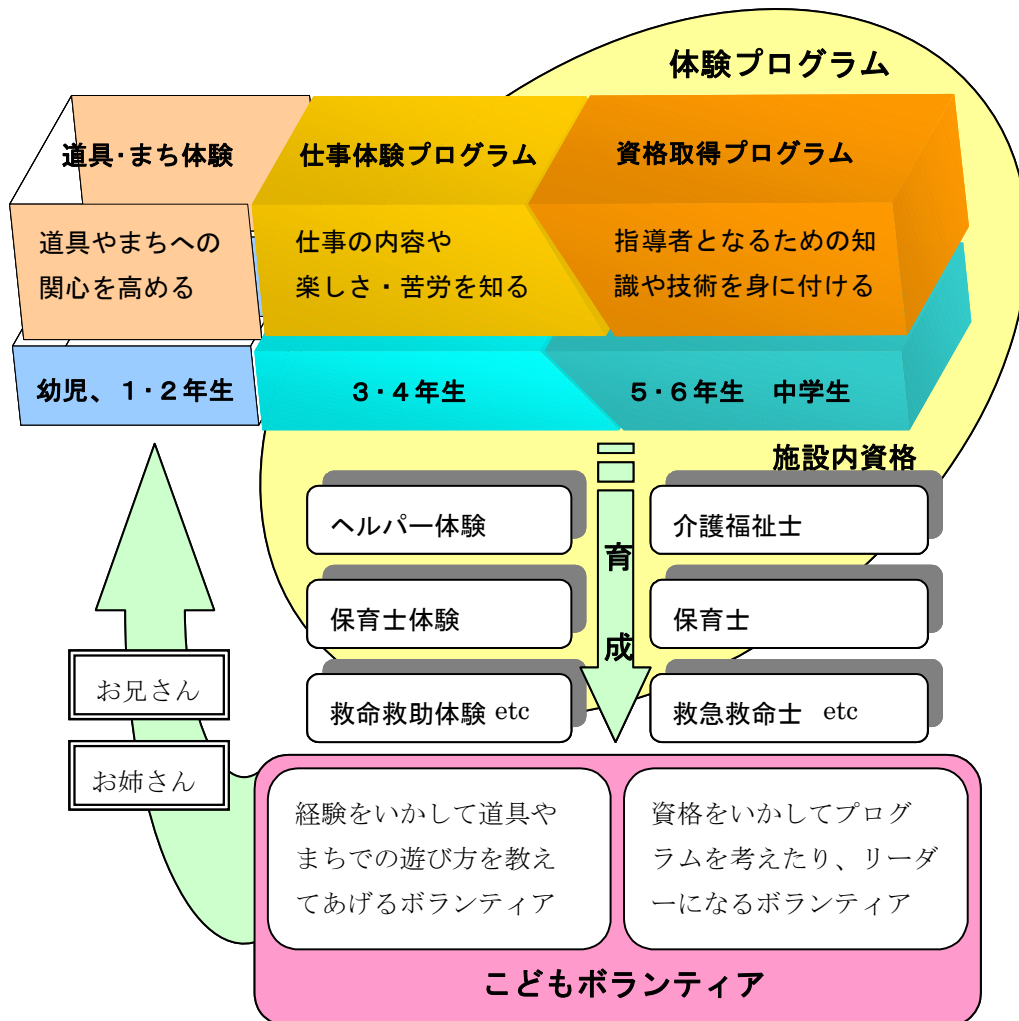 体験プログラム
道具･まち体験
仕事体験プログラム
資格取得プログラム
道具やまちへの
関心を高める
仕事の内容や
楽しさ・苦労を知る
指導者となるための知
識や技術を身に付ける
幼児、１･２年生
３･４年生
５･６年生　中学生
施設内資格
ヘルパー体験
介護福祉士
育
成
保育士体験
保育士
救命救助体験 etc
救急救命士　etc
お兄さん
お姉さん
経験をいかして道具や
まちでの遊び方を教え
てあげるボランティア
資格をいかしてプログ
ラムを考えたり、リーダ
ーになるボランティア
こどもボランティア